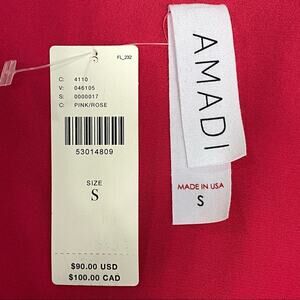 FL_232
C: 4110
V: 046105
S: 0000017
C: PINK/ROSE
53014809
SIZE
S
$90.00 USD
$100.00 CAD
AMADI
MADE IN USA
S